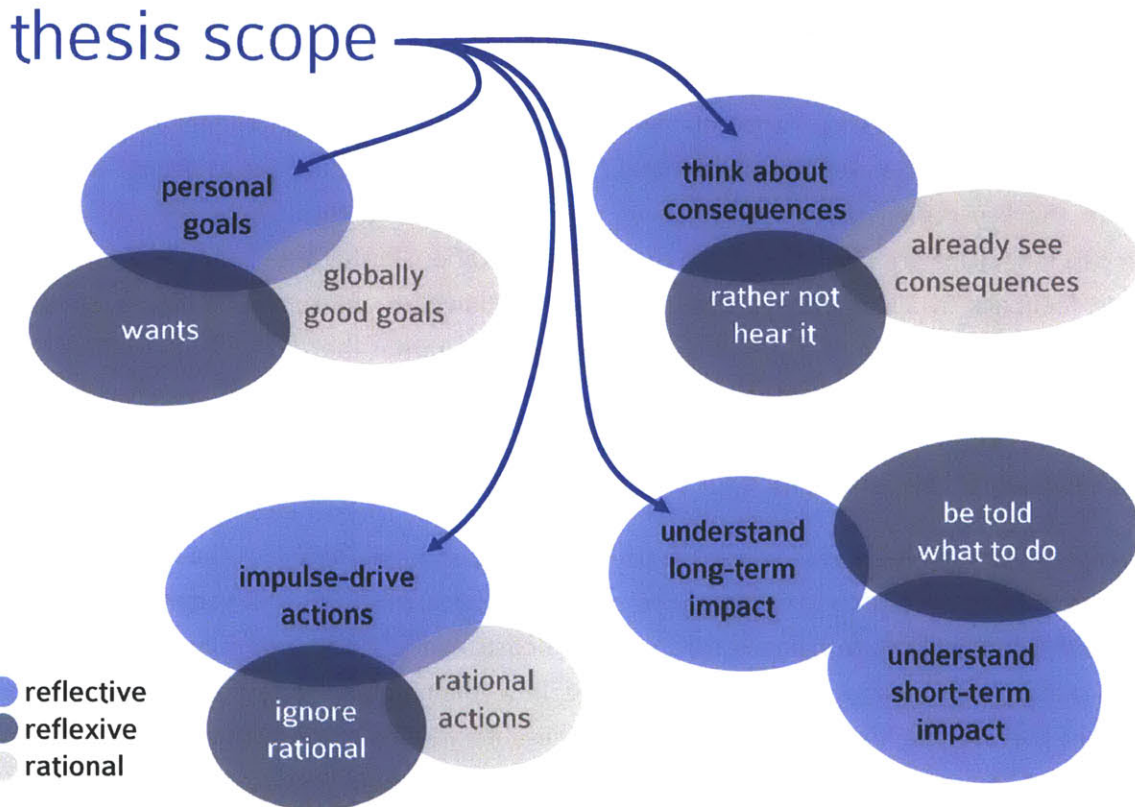 thesis scope
personal
goals
globally
good goals
wants
think about
consequences
already see
consequences
rather not
hear it
impulse-drive
actions
rational
actions
ignore
rational
understand
long-term
impact
be told
what to do
understand
short-term
impact
reflective
reflexive
rational